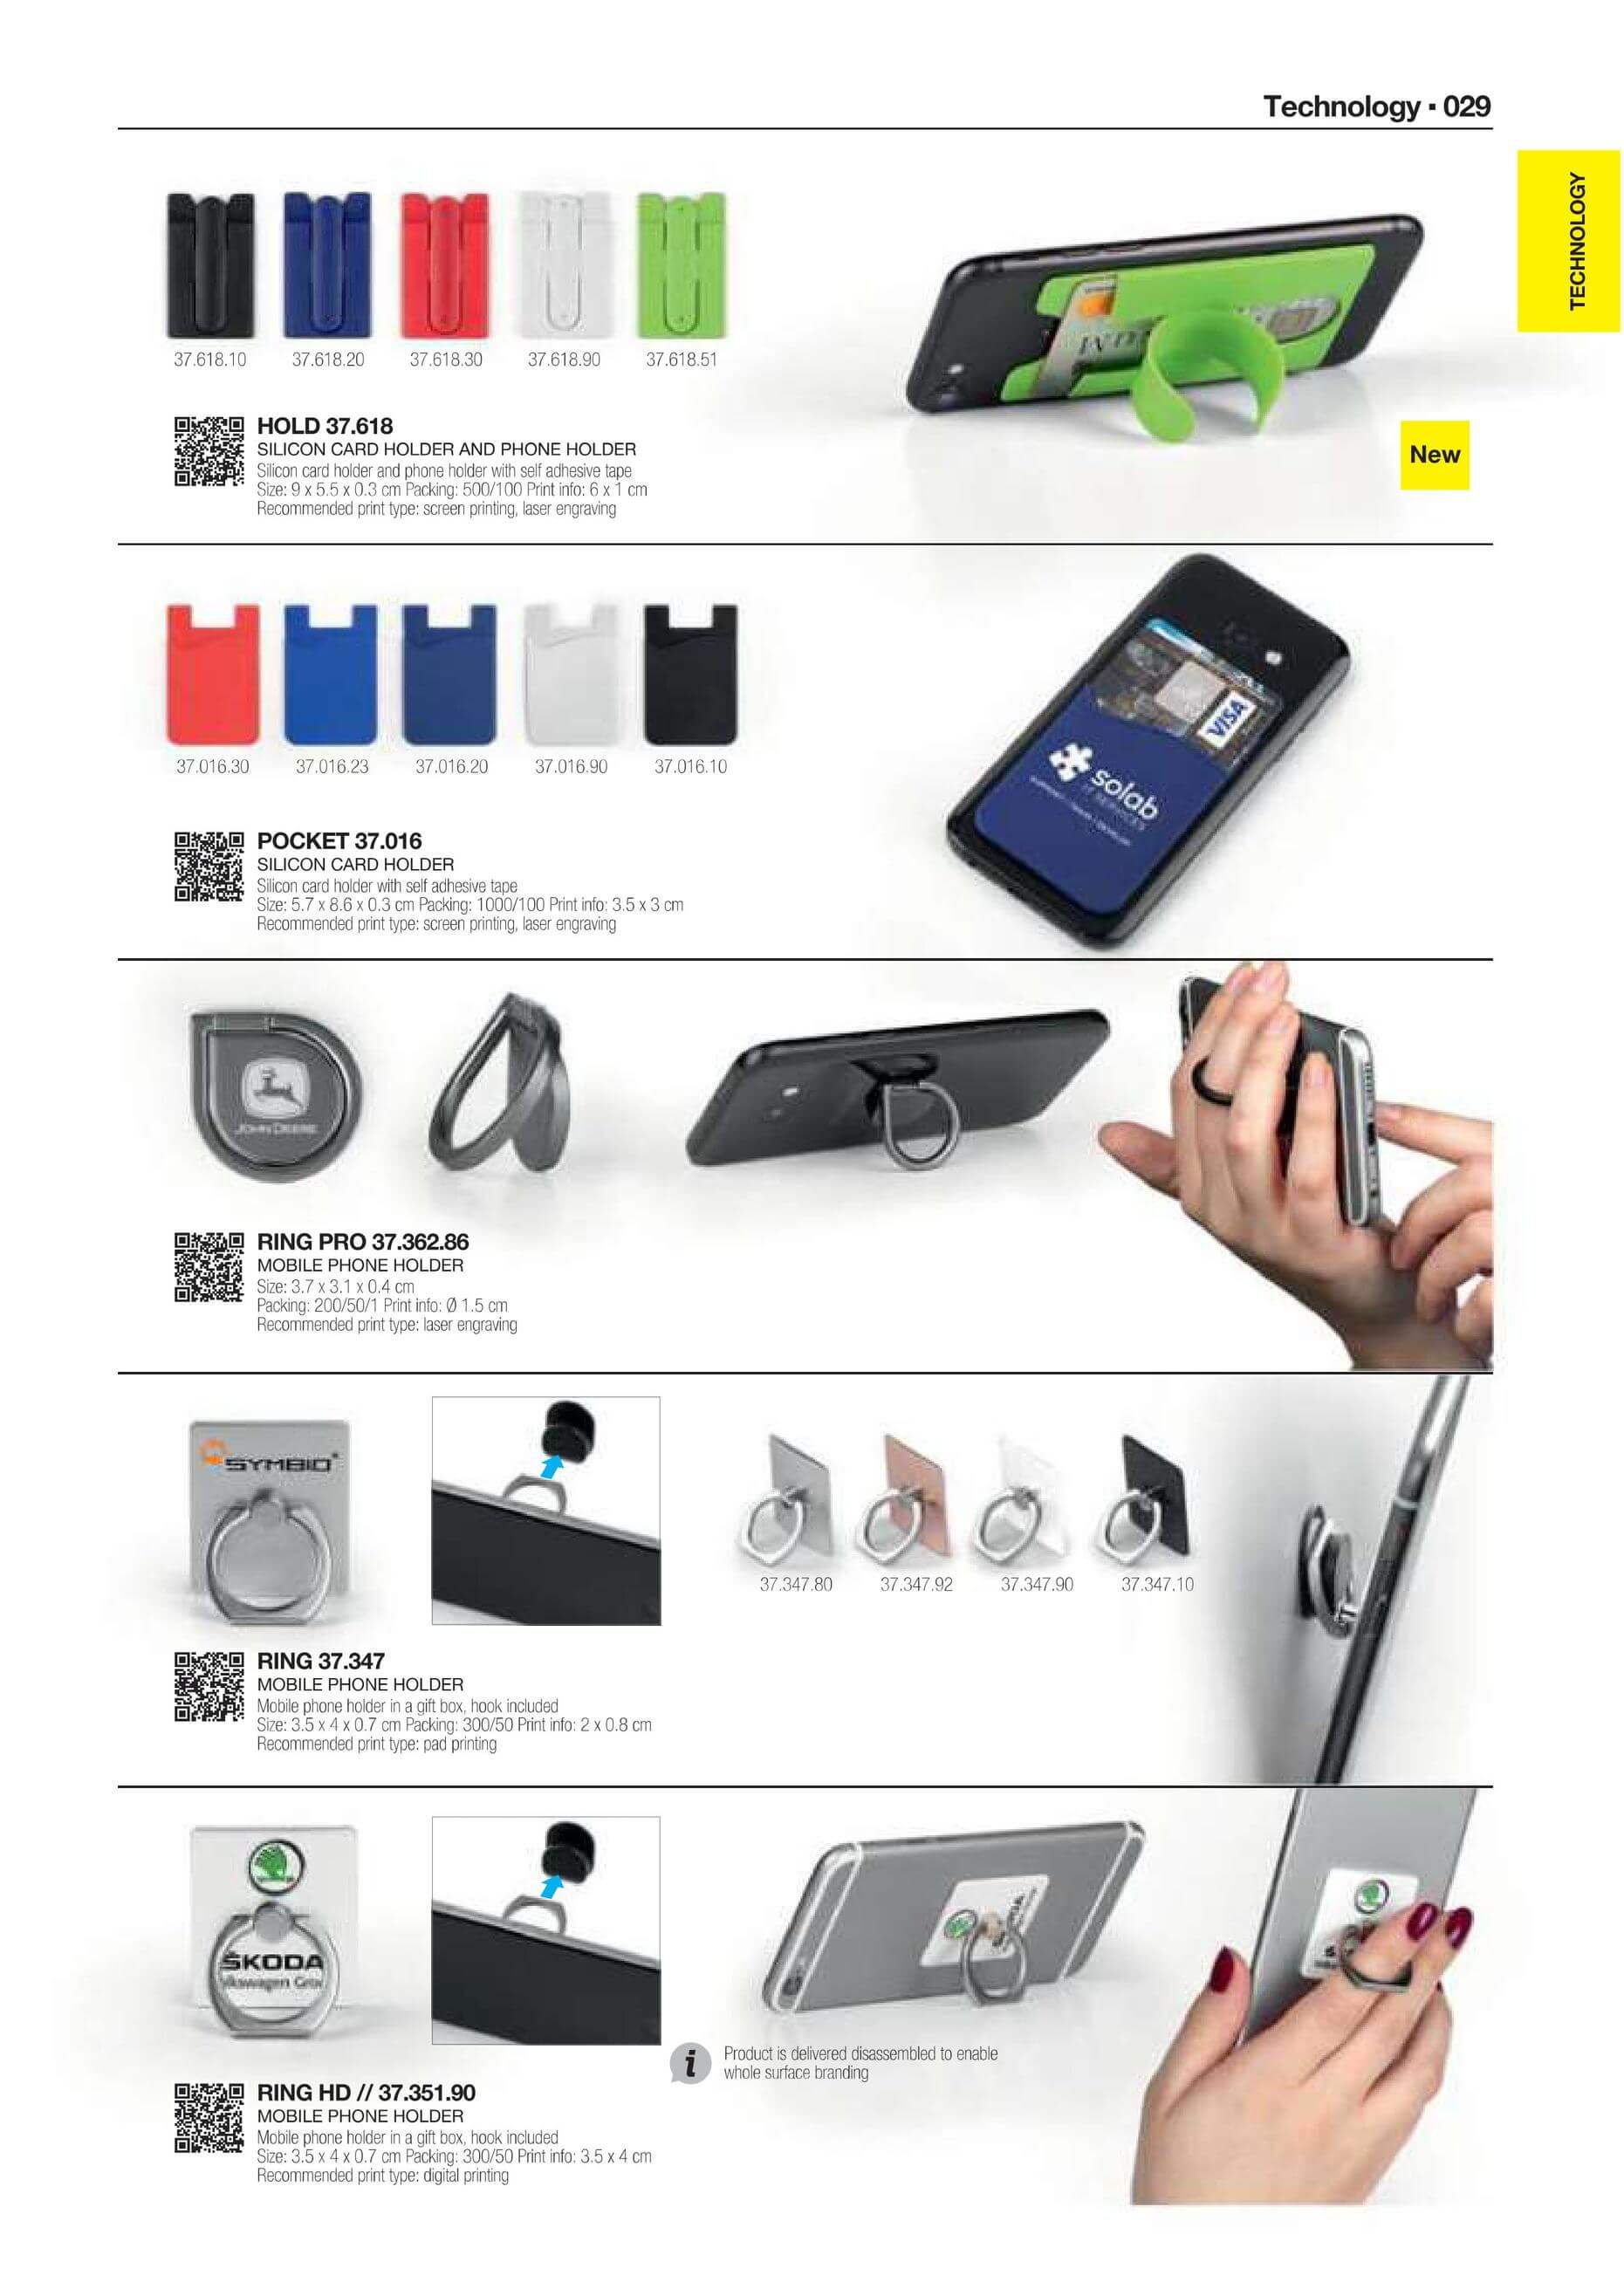 Technology ▪ 029
TECHNOLOGY
37.618.10
37.618.20
37.618.30
37.618.90
37.618.51
HOLD 37.618
SILICON CARD HOLDER AND PHONE HOLDER
Silicon card holder and phone holder with self adhesive tape
Size: 9 x 5.5 x 0.3 cm Packing: 500/100 Print info: 6 x 1 cm
Recommended print type: screen printing, laser engraving
New
37.016.30
37.016.23
37.016.20
37.016.90
37.016.10
VISA
solab
IT SERVICES
POCKET 37.016
SILICON CARD HOLDER
Silicon card holder with self adhesive tape
Size: 5.7 x 8.6 x 0.3 cm Packing: 1000/100 Print info: 3.5 x 3 cm
Recommended print type: screen printing, laser engraving
JOHN DEERE
RING PRO 37.362.86
MOBILE PHONE HOLDER
Size: 3.7 x 3.1 x 0.4 cm
Packing: 200/50/1 Print info: Ø 1.5 cm
Recommended print type: laser engraving
SYMBIO
37.347.80
37.347.92
37.347.90
37.347.10
RING 37.347
MOBILE PHONE HOLDER
Mobile phone holder in a gift box, hook included
Size: 3.5 x 4 x 0.7 cm Packing: 300/50 Print info: 2 x 0.8 cm
Recommended print type: pad printing
ŠKODA
i
Product is delivered disassembled to enable
whole surface branding
RING HD // 37.351.90
MOBILE PHONE HOLDER
Mobile phone holder in a gift box, hook included
Size: 3.5 x 4 x 0.7 cm Packing: 300/50 Print info: 3.5 x 4 cm
Recommended print type: digital printing